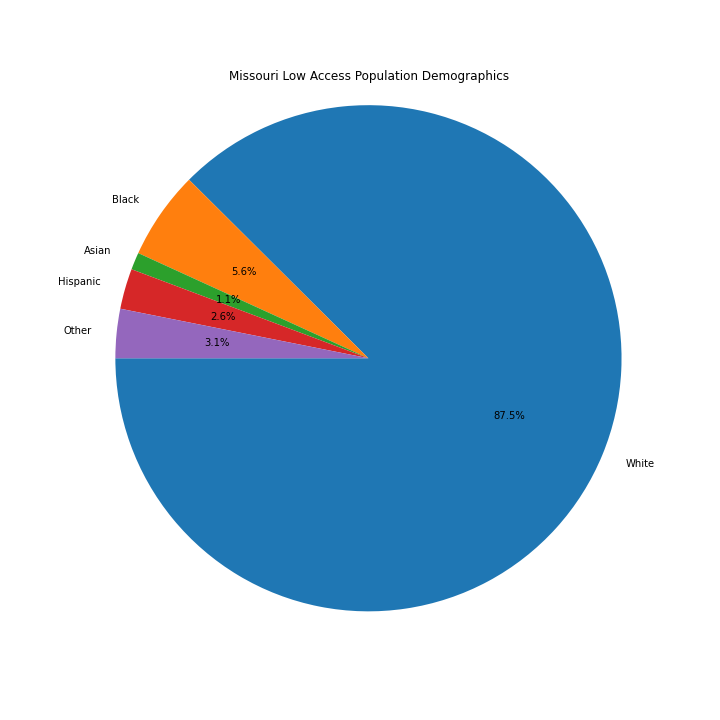 Missouri Low Access Population Demographics
Black
5.6%
Asian
1.1%
Hispanic
2.6%
Other
3.1%
87.5%
White